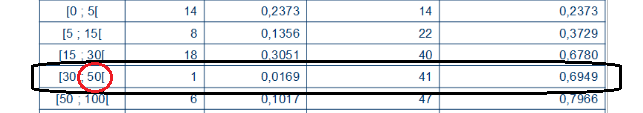 [0 ; 5[ 14 0,2373 14 0,2373
[5 ; 15[ 8 0,1356 22 0,3729
[15 ; 30[ 18 0,3051 40 0,6780
[30 ; 50[ 1 0,0169 41 0,6949
[50 ; 100[ 6 0,1017 47 0,7966